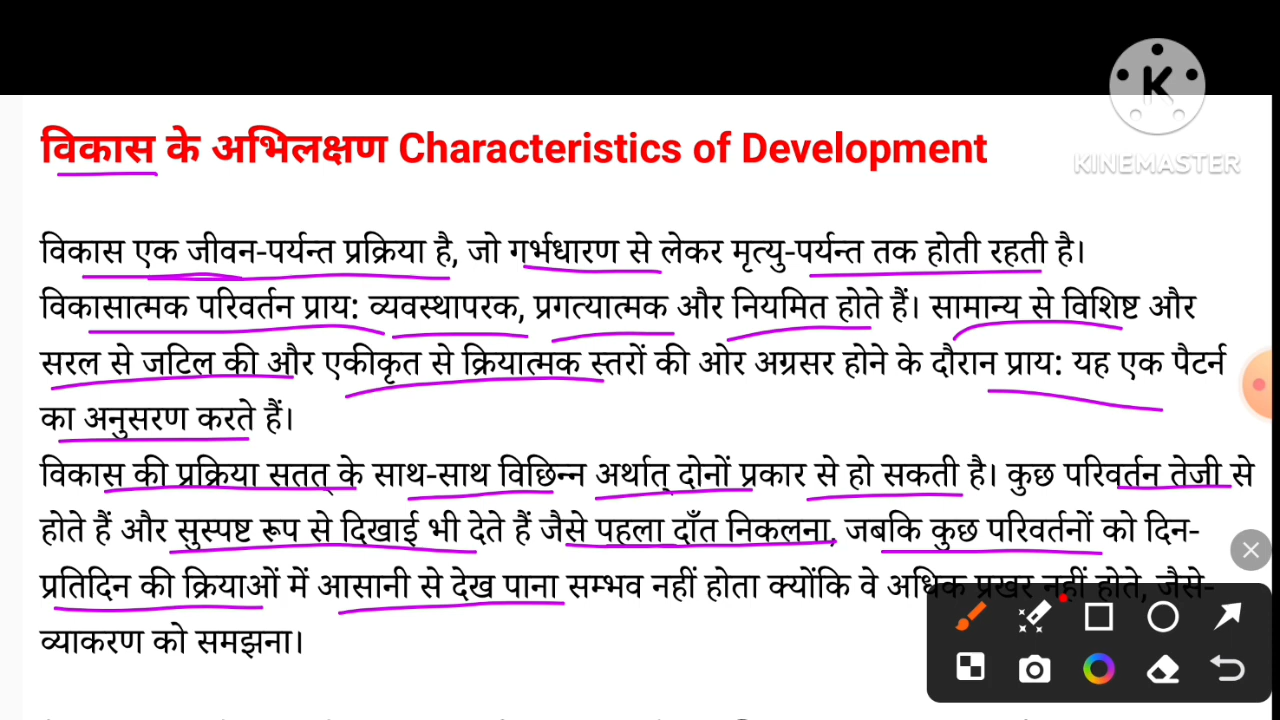 KINEMASTER
विकास के अभिलक्षण Characteristics of Development
विकास एक जीवन-पर्यन्त प्रक्रिया है, जो गर्भधारण से लेकर मृत्यु-पर्यन्त तक होती रहती है।
विकासात्मक परिवर्तन प्राय: व्यवस्थापरक, प्रगत्यात्मक और नियमित होते हैं। सामान्य से विशिष्ट और
सरल से जटिल की और एकीकृत से क्रियात्मक स्तरों की ओर अग्रसर होने के दौरान प्राय: यह एक पैटर्न
का अनुसरण करते हैं।
विकास की प्रक्रिया सतत् के साथ-साथ विछिन्न अर्थात् दोनों प्रकार से हो सकती है। कुछ परिवर्तन तेजी से
होते हैं और सुस्पष्ट रूप से दिखाई भी देते हैं जैसे पहला दाँत निकलना, जबकि कुछ परिवर्तनों को दिन-
प्रतिदिन की क्रियाओं में आसानी से देख पाना सम्भव नहीं होता क्योंकि वे अधिक प्रखर नहीं होते, जैसे-
व्याकरण को समझना।